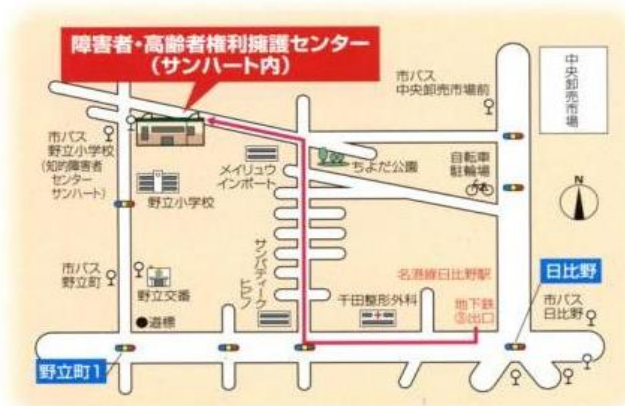 障害者・高齢者権利擁護センター
(サンハート内)
市バス
中央卸売市場前
中央卸売市場
市バス
野立小学校
(知的障害者
センター
サンハート)
野立小学校
メイリュウ
インポート
ちよだ公園
自転車
駐輪場
N
市バス
野立町
野立交番
●道標
サンパティーク
ヒビノ
千田整形外科
名港線日比野駅
地下鉄
③出口
日比野
市バス
日比野
野立町1